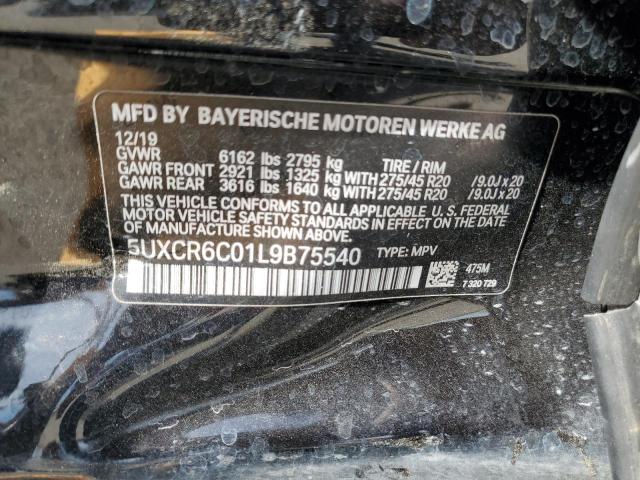 MFD BY BAYERISCHE MOTOREN WERKE AG
12/19
GVWR 6162 lbs 2795 kg TIRE / RIM
GAWR FRONT 2921 lbs 1325 kg WITH 275/45 R20 /9.0J x 20
GAWR REAR 3616 lbs 1640 kg WITH 275/45 R20 /9.0J x 20
THIS VEHICLE CONFORMS TO ALL APPLICABLE U. S. FEDERAL
MOTOR VEHICLE SAFETY STANDARDS IN EFFECT ON THE DATE
OF MANUFACTURE SHOWN ABOVE.
5UXCR6C01L9B75540 TYPE: MPV
475M
7 320 729